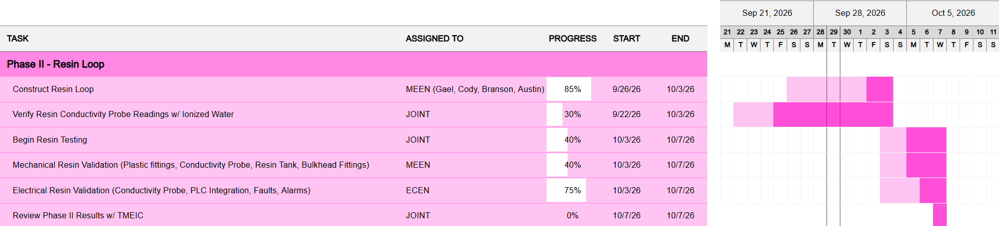 Sep 21, 2026 Sep 28, 2026 Oct 5, 2026
TASK ASSIGNED TO PROGRESS START END 21 22 23 24 25 26 27 28 29 30 1 2 3 4 5 6 7 8 9 10 11
M T W T F S S M T W T F S S M T W T F S S
Phase II - Resin Loop
Construct Resin Loop MEEN (Gael, Cody, Branson, Austin) 85% 9/26/26 10/3/26
Verify Resin Conductivity Probe Readings w/ Ionized Water JOINT 30% 9/22/26 10/3/26
Begin Resin Testing JOINT 40% 10/3/26 10/7/26
Mechanical Resin Validation (Plastic fittings, Conductivity Probe, Resin Tank, Bulkhead Fittings) MEEN 40% 10/3/26 10/7/26
Electrical Resin Validation (Conductivity Probe, PLC Integration, Faults, Alarms) ECEN 75% 10/3/26 10/7/26
Review Phase II Results w/ TMEIC JOINT 0% 10/7/26 10/7/26